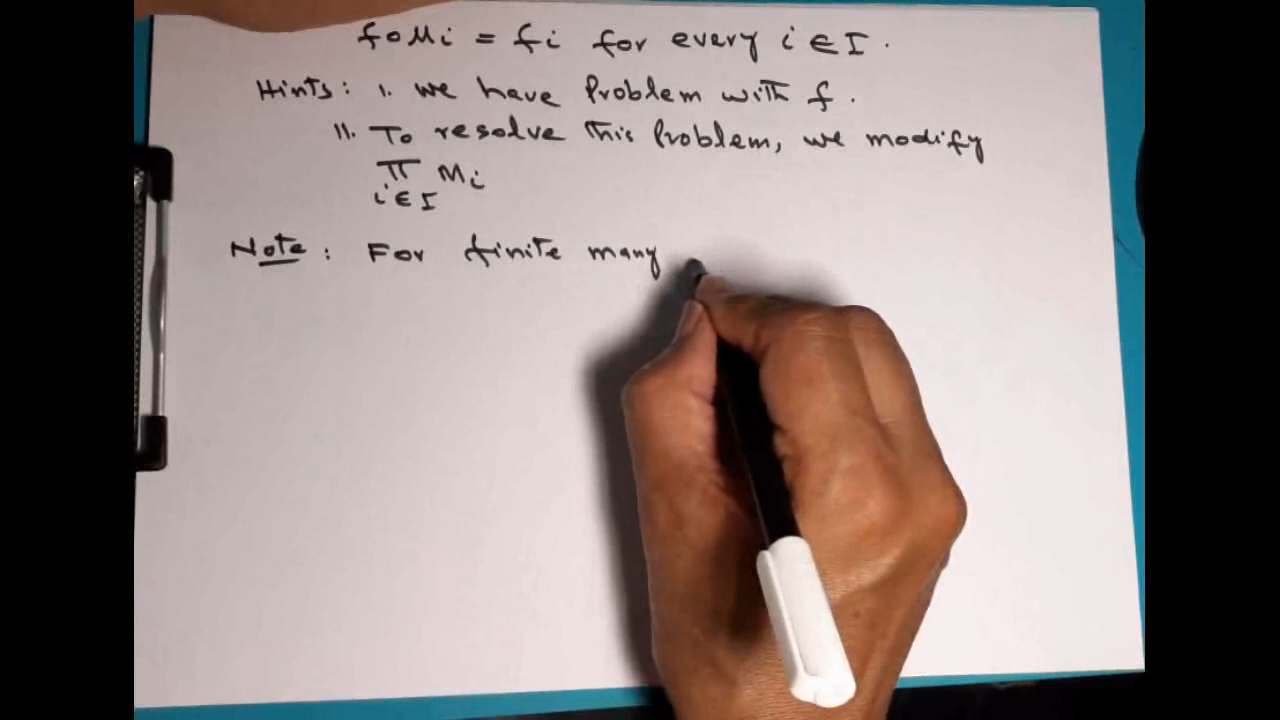 f o Mi = fi for every i ∈ I .
Hints : I. we have Problem with f .
II. To resolve this Problem, we modify
∏ Mi
i ∈ I
Note : For finite many